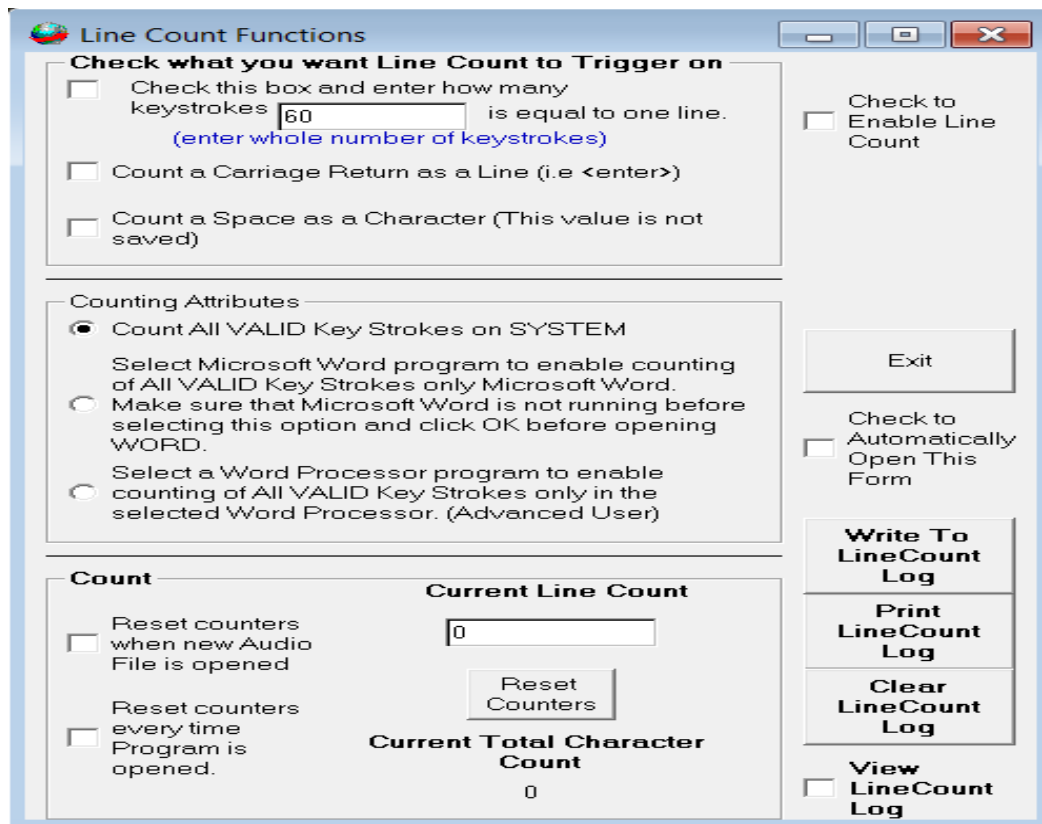 Line Count Functions
Check what you want Line Count to Trigger on
Check this box and enter how many
keystrokes 60 is equal to one line.
(enter whole number of keystrokes)
Count a Carriage Return as a Line (i.e <enter>)
Count a Space as a Character (This value is not
saved)
Check to
Enable Line
Count
Counting Attributes
Count All VALID Key Strokes on SYSTEM
Select Microsoft Word program to enable counting
of All VALID Key Strokes only Microsoft Word.
Make sure that Microsoft Word is not running before
selecting this option and click OK before opening
WORD.
Select a Word Processor program to enable
counting of All VALID Key Strokes only in the
selected Word Processor. (Advanced User)
Exit
Check to
Automatically
Open This
Form
Count
Reset counters
when new Audio
File is opened
Reset counters
every time
Program is
opened.
Current Line Count
0
Reset
Counters
Current Total Character
Count
0
Write To
LineCount
Log
Print
LineCount
Log
Clear
LineCount
Log
View
LineCount
Log